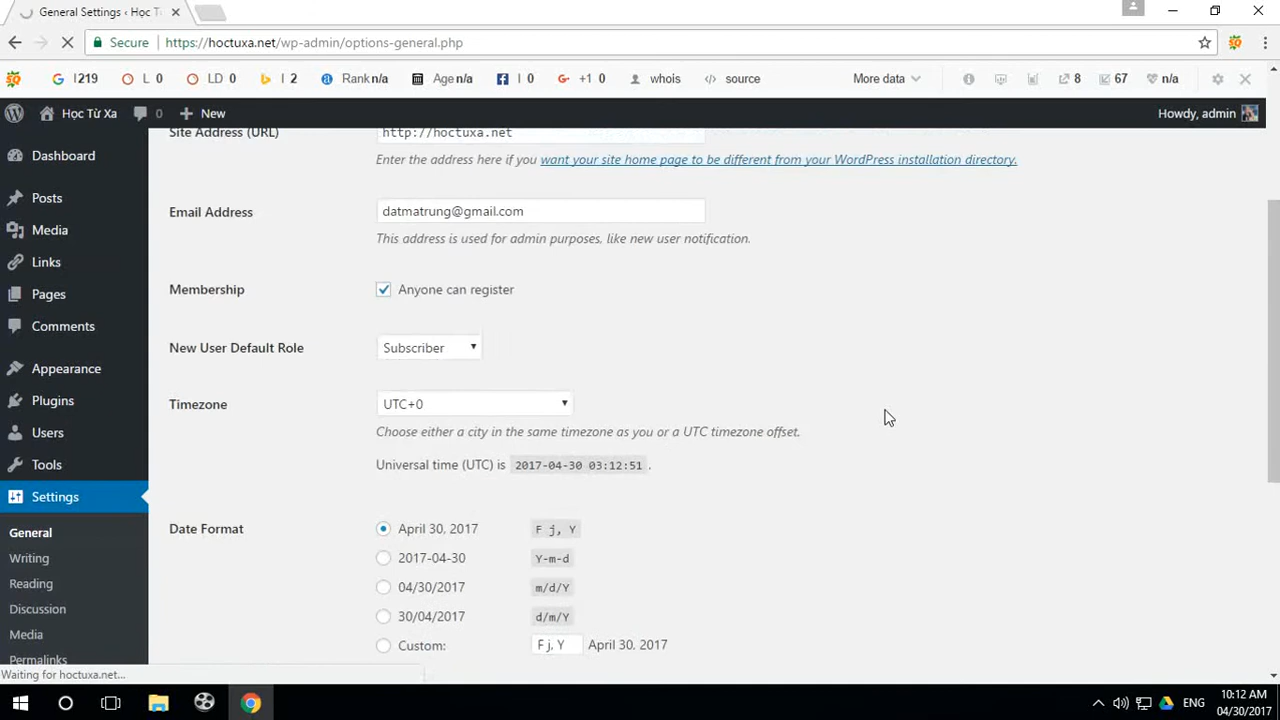 General Settings ‹ Học T
Secure https://hoctuxa.net/wp-admin/options-general.php
I 219 L 0 LD 0 I 2 Rank n/a Age n/a I 0 +1 0 whois source More data 8 67 n/a
Học Từ Xa 0 New Howdy, admin
Site Address (URL) http://hoctuxa.net
Enter the address here if you want your site home page to be different from your WordPress installation directory.
Dashboard
Posts
Media
Links
Pages
Comments
Appearance
Plugins
Users
Tools
Settings
General
Writing
Reading
Discussion
Media
Permalinks
Email Address datmatrung@gmail.com
This address is used for admin purposes, like new user notification.
Membership Anyone can register
New User Default Role Subscriber
Timezone UTC+0
Choose either a city in the same timezone as you or a UTC timezone offset.
Universal time (UTC) is 2017-04-30 03:12:51 .
Date Format April 30, 2017 F j, Y
2017-04-30 Y-m-d
04/30/2017 m/d/Y
30/04/2017 d/m/Y
Custom: F j, Y April 30, 2017
Waiting for hoctuxa.net...
ENG
10:12 AM
04/30/2017